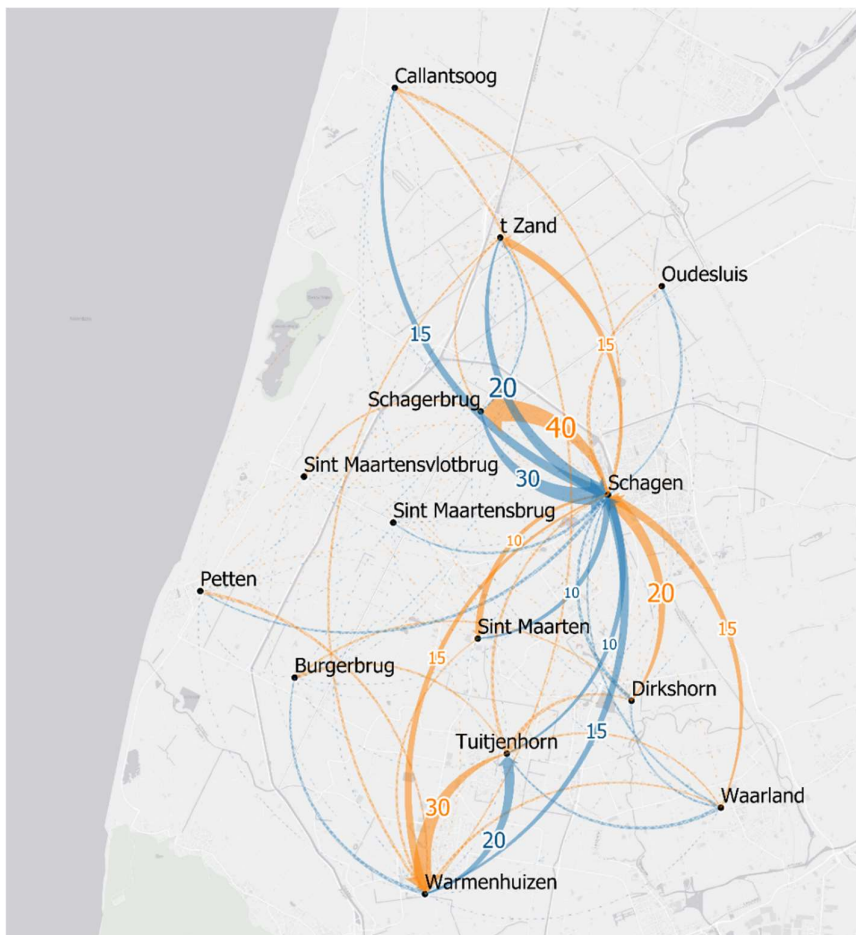 Callantsoog
t Zand
Oudesluis
15
15
20
Schagerbrug
40
Sint Maartensvlotbrug
30
Schagen
Sint Maartensbrug
10
Petten
10
20
Sint Maarten
15
10
15
Burgerbrug
Dirkshorn
15
Tuitjenhorn
Waarland
30
20
Warmenhuizen